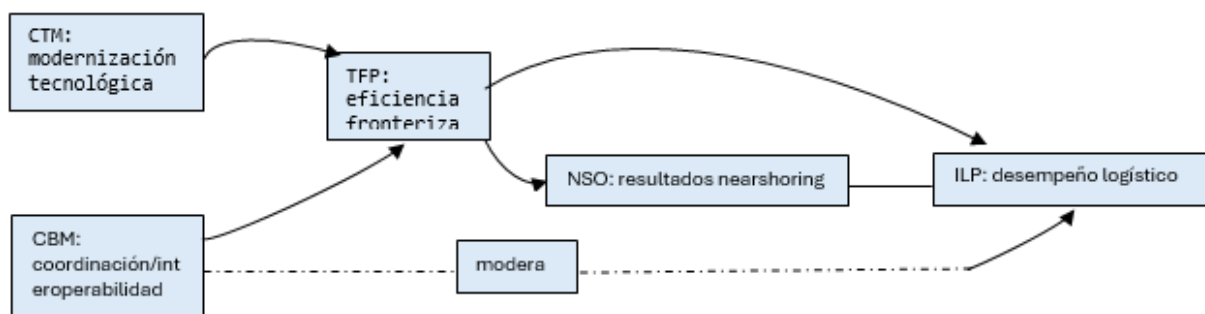 CTM:
modernización
tecnológica
TFP:
eficiencia
fronteriza
NSO: resultados nearshoring
ILP: desempeño logístico
CBM:
coordinación/int
eroperabilidad
modera